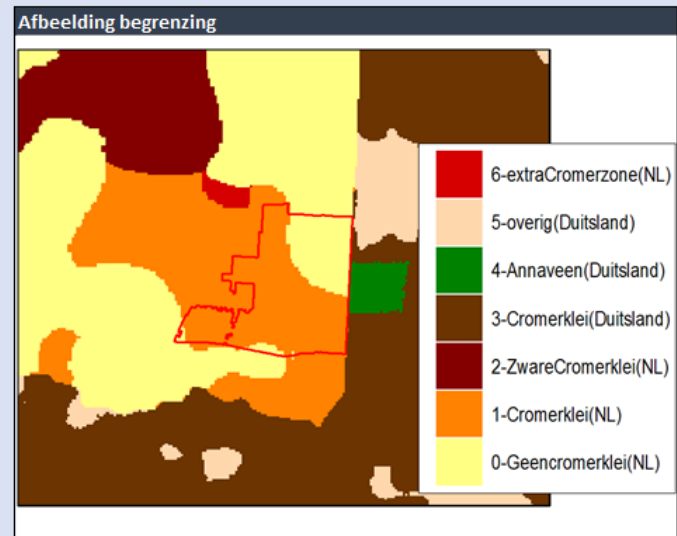 Afbeelding begrenzing
6-extraCromerzone(NL)
5-overig(Duitsland)
4-Annaveen(Duitsland)
3-Cromerklei(Duitsland)
2-ZwareCromerklei(NL)
1-Cromerklei(NL)
0-Geencromerklei(NL)